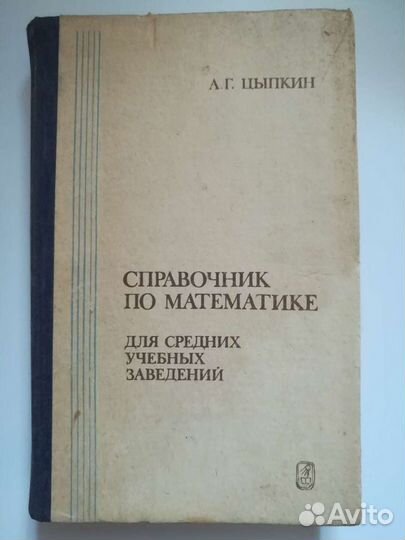 А. Г. ЦЫПКИН
СПРАВОЧНИК
ПО МАТЕМАТИКЕ
ДЛЯ СРЕДНИХ
УЧЕБНЫХ
ЗАВЕДЕНИЙ
Avito